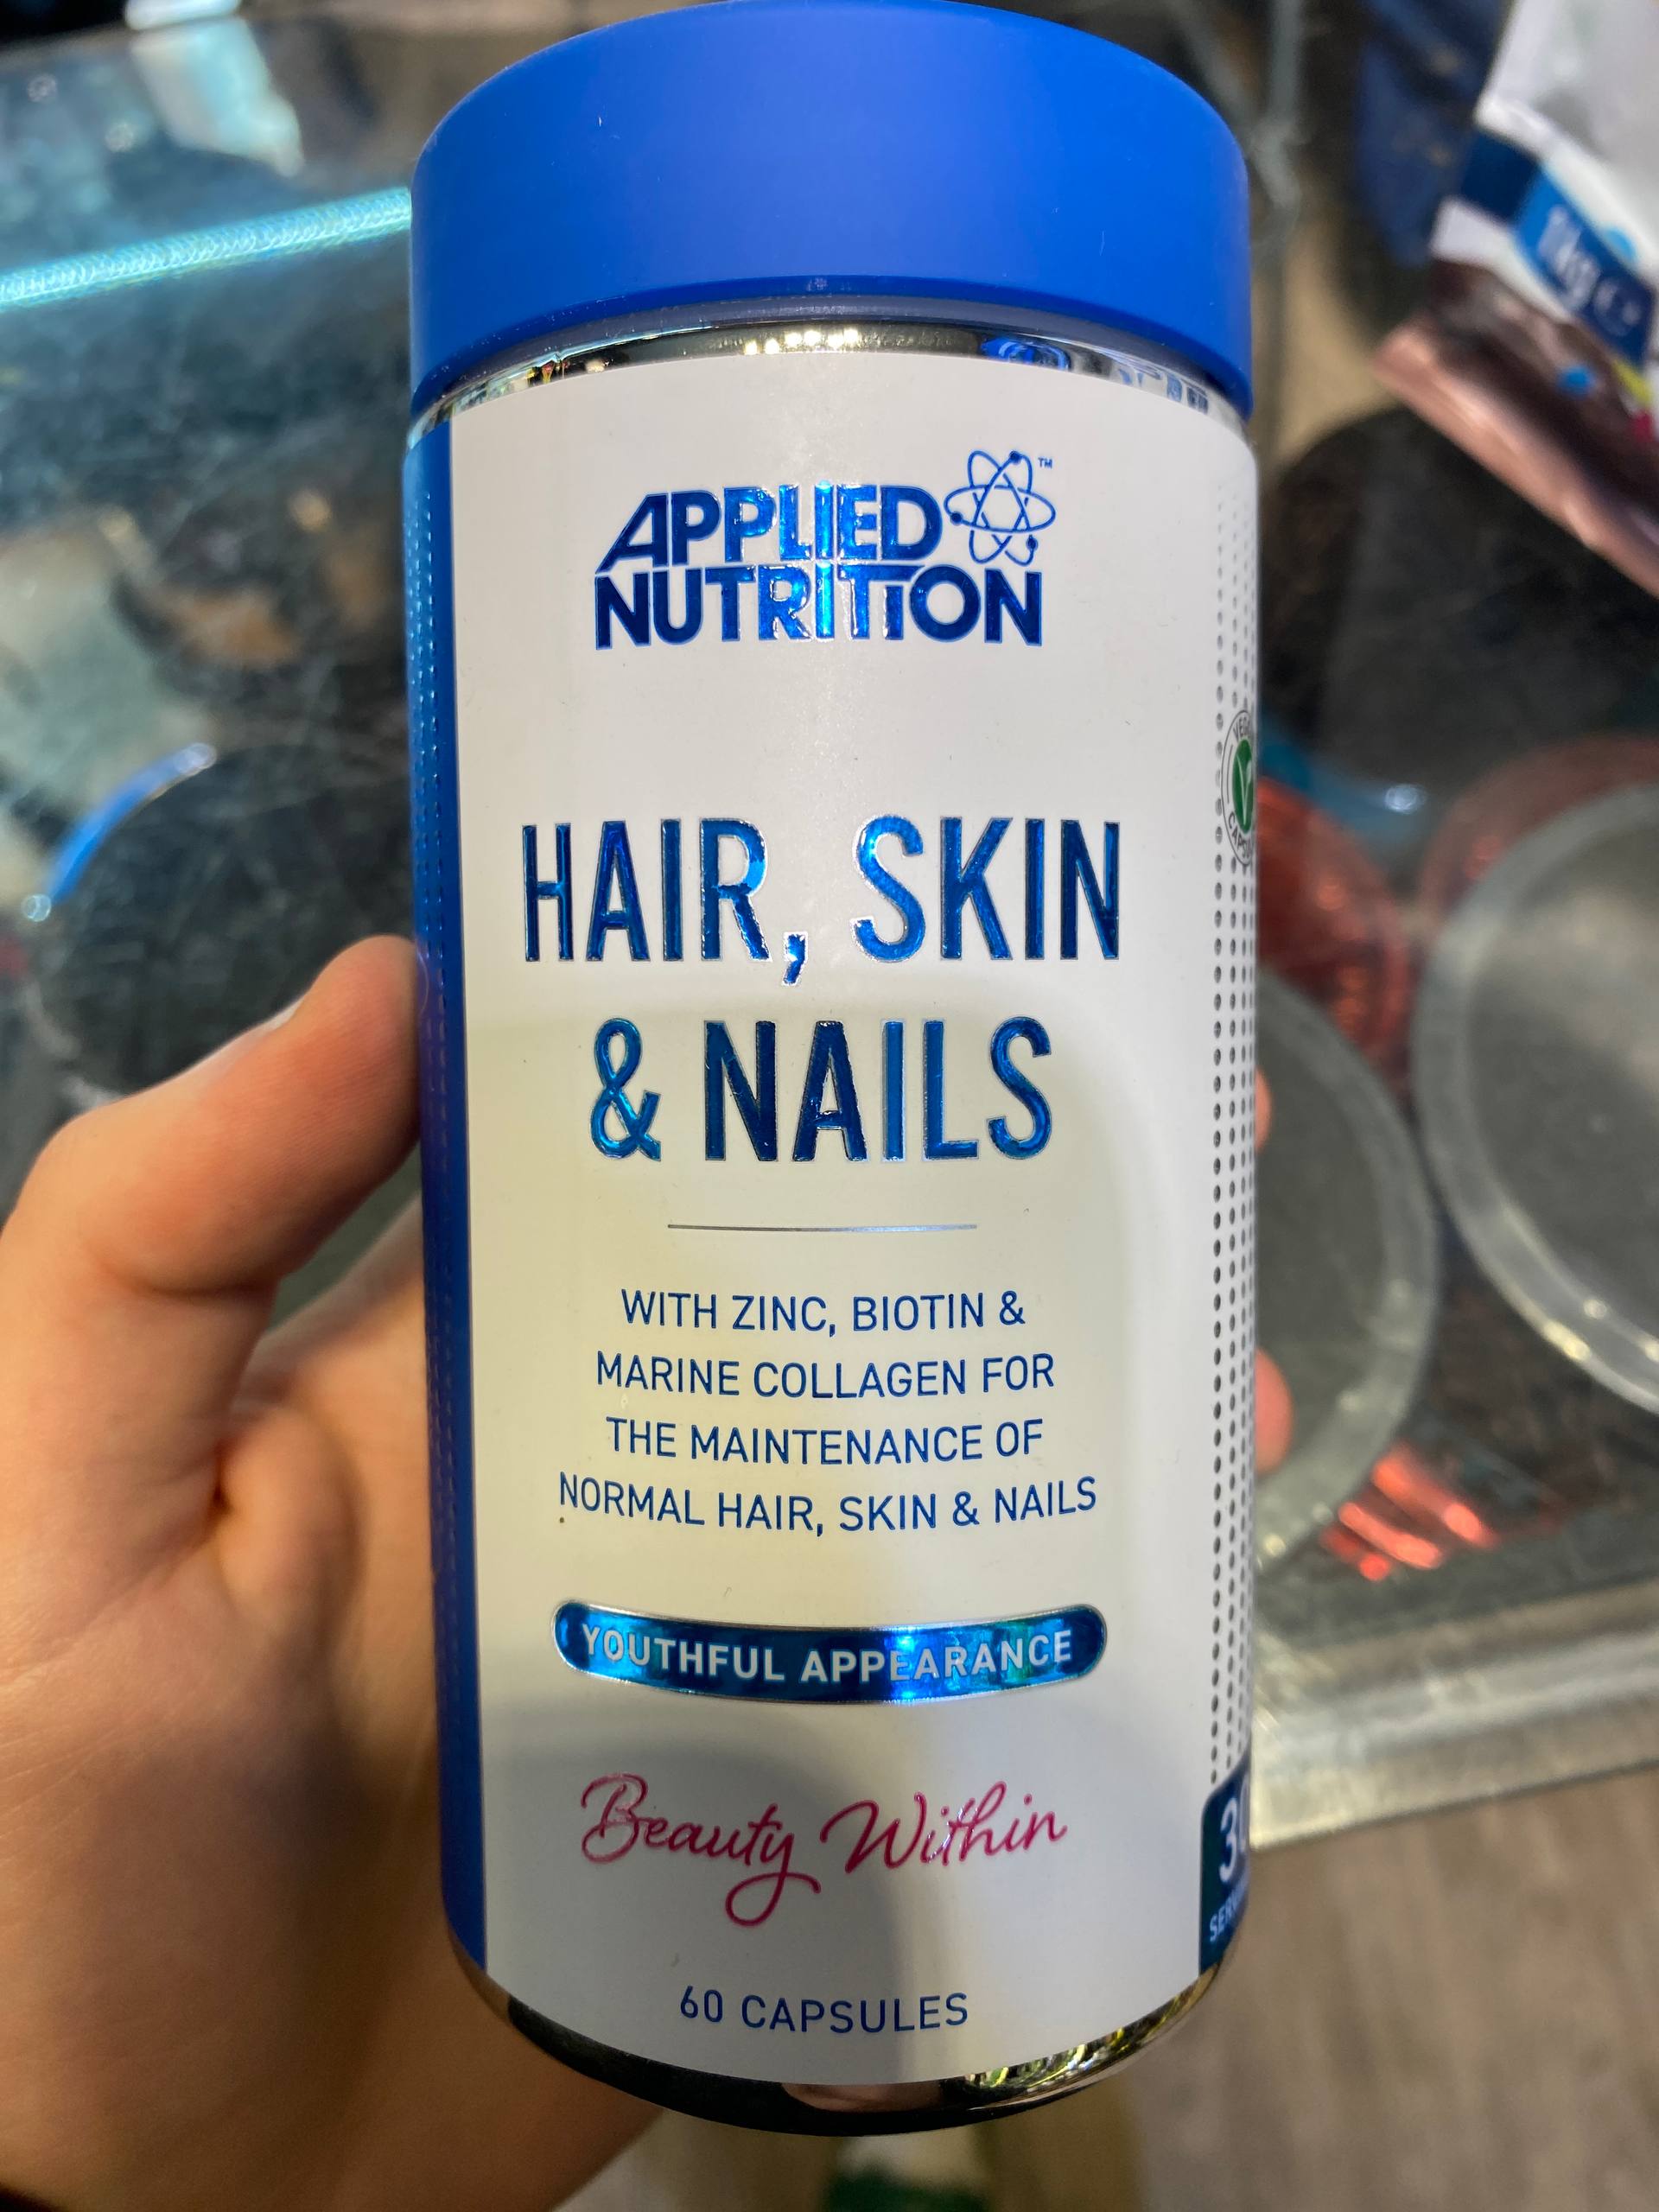 APPLIED
NUTRITION
TM
HAIR, SKIN
& NAILS
WITH ZINC, BIOTIN &
MARINE COLLAGEN FOR
THE MAINTENANCE OF
NORMAL HAIR, SKIN & NAILS
YOUTHFUL APPEARANCE
Beauty Within
60 CAPSULES